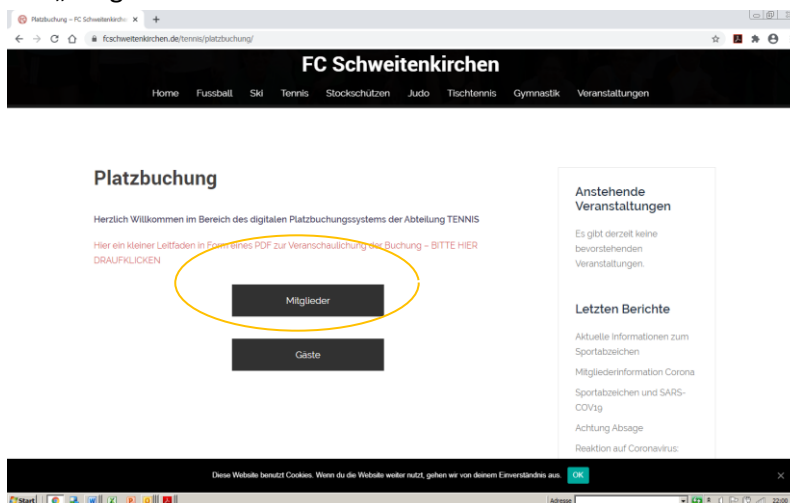 Platzbuchung – FC Schweitenkirche
fcschweitenkirchen.de/tennis/platzbuchung/
FC Schweitenkirchen
Home Fussball Ski Tennis Stockschützen Judo Tischtennis Gymnastik Veranstaltungen
Platzbuchung
Herzlich Willkommen im Bereich des digitalen Platzbuchungssystems der Abteilung TENNIS
Hier ein kleiner Leitfaden in Form eines PDF zur Veranschaulichung der Buchung – BITTE HIER
DRAUFKLICKEN
Mitglieder
Gäste
Anstehende
Veranstaltungen
Es gibt derzeit keine
bevorstehenden
Veranstaltungen.
Letzten Berichte
Aktuelle Informationen zum
Sportabzeichen
Mitgliederinformation Corona
Sportabzeichen und SARS-
COV19
Achtung Absage
Reaktion auf Coronavirus:
Diese Website benutzt Cookies. Wenn du die Website weiter nutzt, gehen wir von deinem Einverständnis aus. OK
Start Adresse 22:00